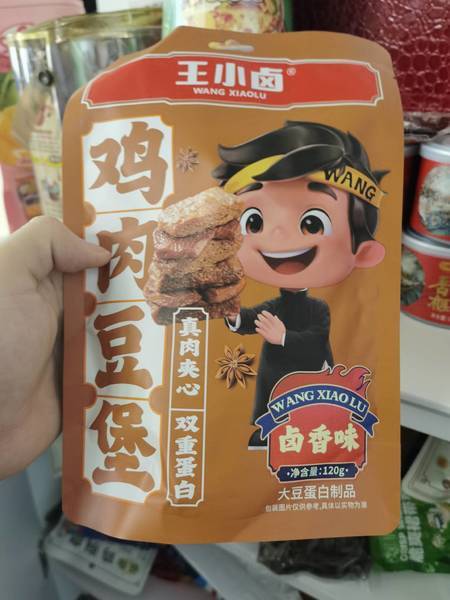 王小卤®
WANG XIAOLU
WANG
鸡肉豆堡
真肉夹心 双重蛋白
WANG XIAO LU
卤香味
·净含量:120g·
大豆蛋白制品
包装图片仅供参考,具体以实物为准